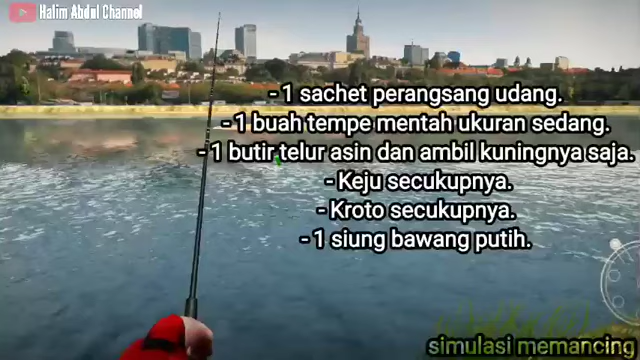 Halim Abdul Channel
- 1 sachet perangsang udang.
- 1 buah tempe mentah ukuran sedang.
- 1 butir telur asin dan ambil kuningnya saja.
- Keju secukupnya.
- Kroto secukupnya.
- 1 siung bawang putih.
simulasi memancing